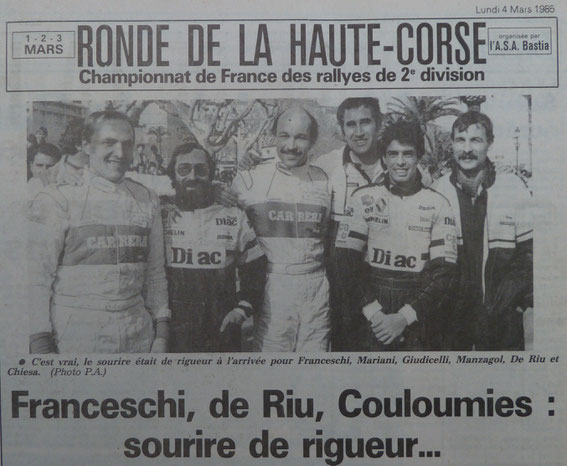 Lundi 4 Mars 1985
1 - 2 - 3
MARS
RONDE DE LA HAUTE-CORSE
organisée par
l'A.S.A. Bastia
Championnat de France des rallyes de 2e division
CARRERA
Diac
CARRERA
Diac
Diac
● C'est vrai, le sourire était de rigueur à l'arrivée pour Franceschi, Mariani, Giudicelli, Manzagol, De Riu et
Chiesa. (Photo P.A.)
Franceschi, de Riu, Couloumies :
sourire de rigueur...